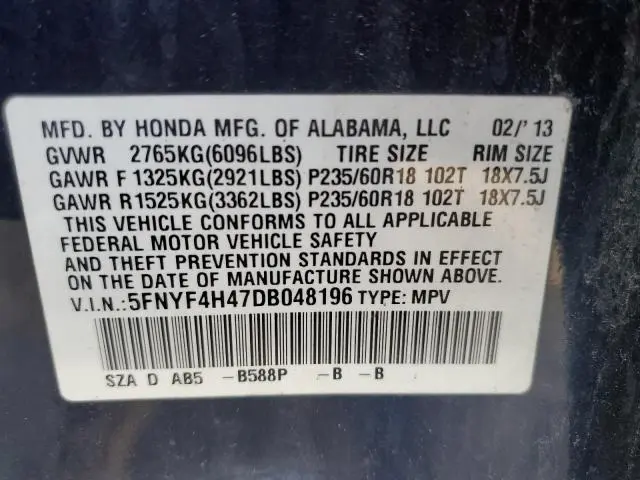 MFD. BY HONDA MFG. OF ALABAMA, LLC 02/'13
GVWR 2765KG(6096LBS) TIRE SIZE RIM SIZE
GAWR F 1325KG(2921LBS) P235/60R18 102T 18X7.5J
GAWR R 1525KG(3362LBS) P235/60R18 102T 18X7.5J
THIS VEHICLE CONFORMS TO ALL APPLICABLE
FEDERAL MOTOR VEHICLE SAFETY
AND THEFT PREVENTION STANDARDS IN EFFECT
ON THE DATE OF MANUFACTURE SHOWN ABOVE.
V.I.N.:5FNYF4H47DB048196 TYPE: MPV
SZA D AB5 -B588P -B -B